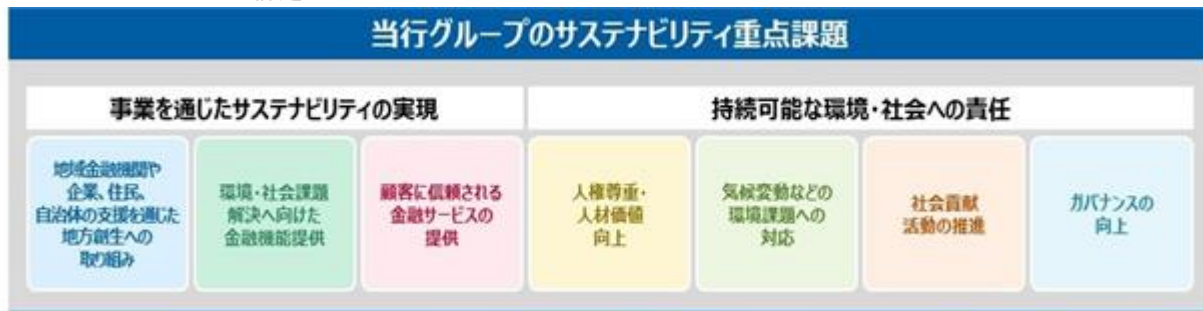 当行グループのサステナビリティ重点課題
事業を通じたサステナビリティの実現
持続可能な環境・社会への責任
地域金融機関や
企業、住民、
自治体の支援を通じた
地方創生への
取り組み
環境・社会課題
解決へ向けた
金融機能提供
顧客に信頼される
金融サービスの
提供
人権尊重・
人材価値
向上
気候変動などの
環境課題への
対応
社会貢献
活動の推進
ガバナンスの
向上